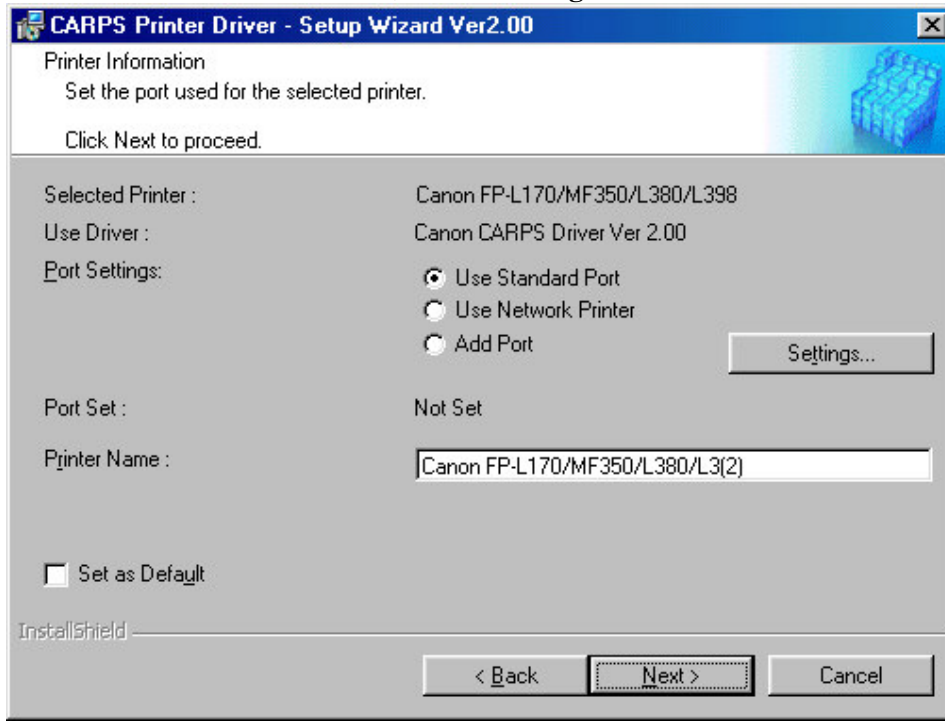 CARPS Printer Driver - Setup Wizard Ver2.00
Printer Information
Set the port used for the selected printer.
Click Next to proceed.
Selected Printer : Canon FP-L170/MF350/L380/L398
Use Driver : Canon CARPS Driver Ver 2.00
Port Settings: Use Standard Port
Use Network Printer
Add Port Settings...
Port Set : Not Set
Printer Name : Canon FP-L170/MF350/L380/L3(2)
Set as Default
InstallShield
< Back Next > Cancel